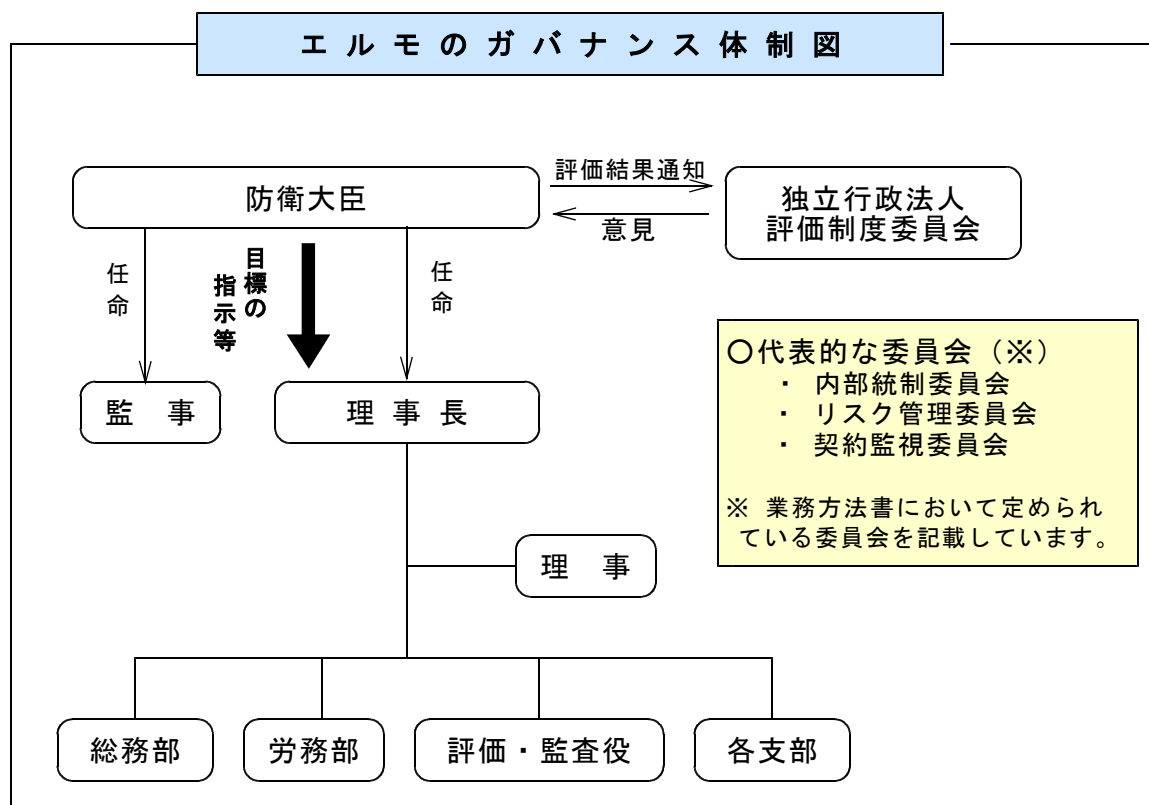 エルモのガバナンス体制図
防衛大臣
評価結果通知
意見
独立行政法人
評価制度委員会
任命
目標の
指示等
任命
監　事
理 事 長
〇代表的な委員会（※）
・ 内部統制委員会
・ リスク管理委員会
・ 契約監視委員会
※ 業務方法書において定められ
ている委員会を記載しています。
理　事
総務部
労務部
評価・監査役
各支部